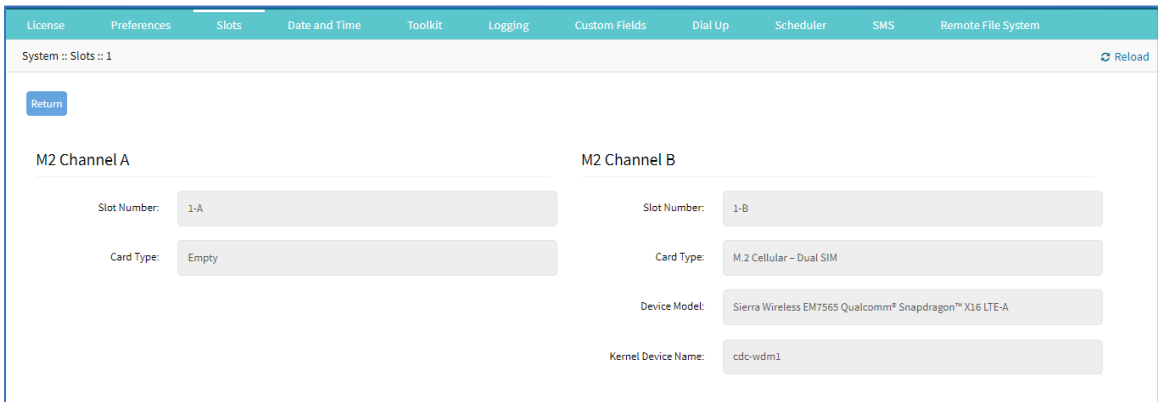 License Preferences Slots Date and Time Toolkit Logging Custom Fields Dial Up Scheduler SMS Remote File System
System :: Slots :: 1 Reload
Return
M2 Channel A
Slot Number: 1-A
Card Type: Empty
M2 Channel B
Slot Number: 1-B
Card Type: M.2 Cellular – Dual SIM
Device Model: Sierra Wireless EM7565 Qualcomm® Snapdragon™ X16 LTE-A
Kernel Device Name: cdc-wdm1